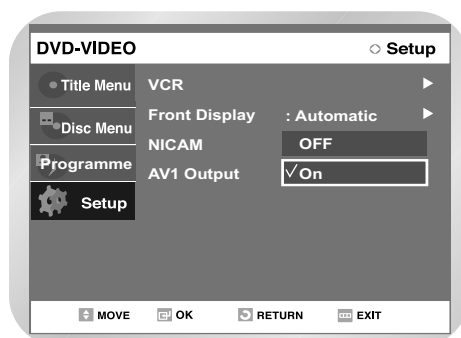 DVD-VIDEO Setup
Title Menu
Disc Menu
Programme
Setup
VCR
Front Display : Automatic
NICAM OFF
AV1 Output ✓On
MOVE OK RETURN EXIT